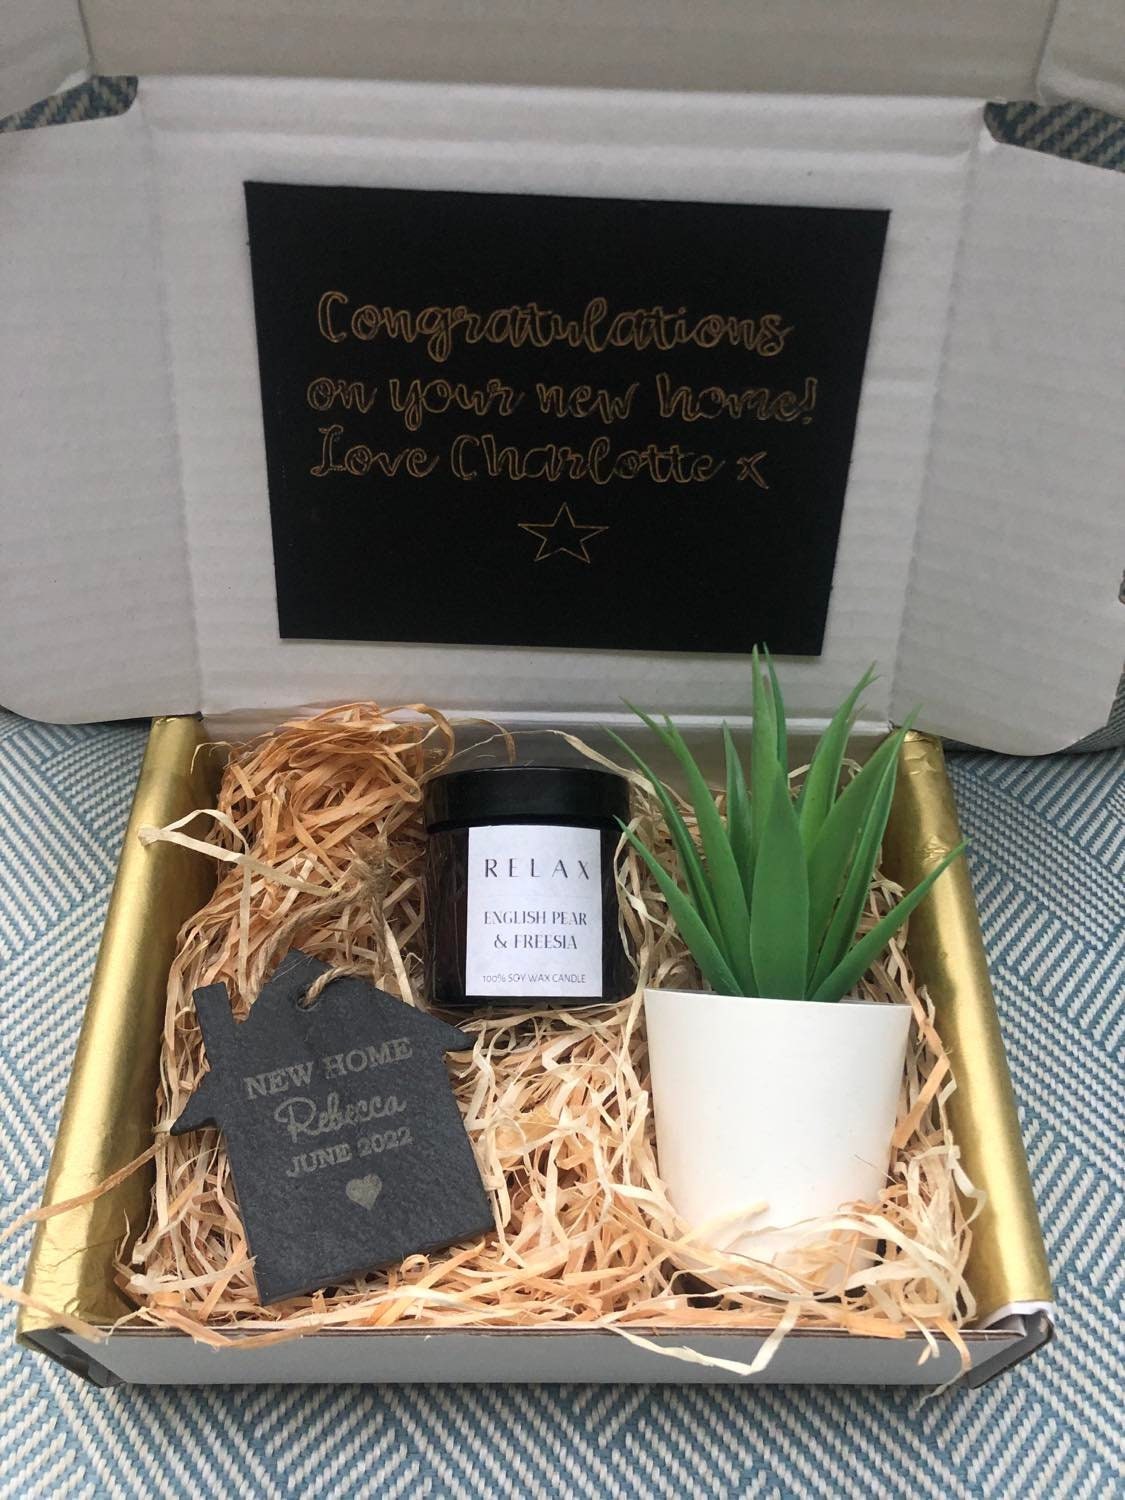 Congratulations
on your new home!
Love Charlotte x
RELAX
ENGLISH PEAR
& FREESIA
100% SOY WAX CANDLE
NEW HOME
Rebecca
JUNE 2022